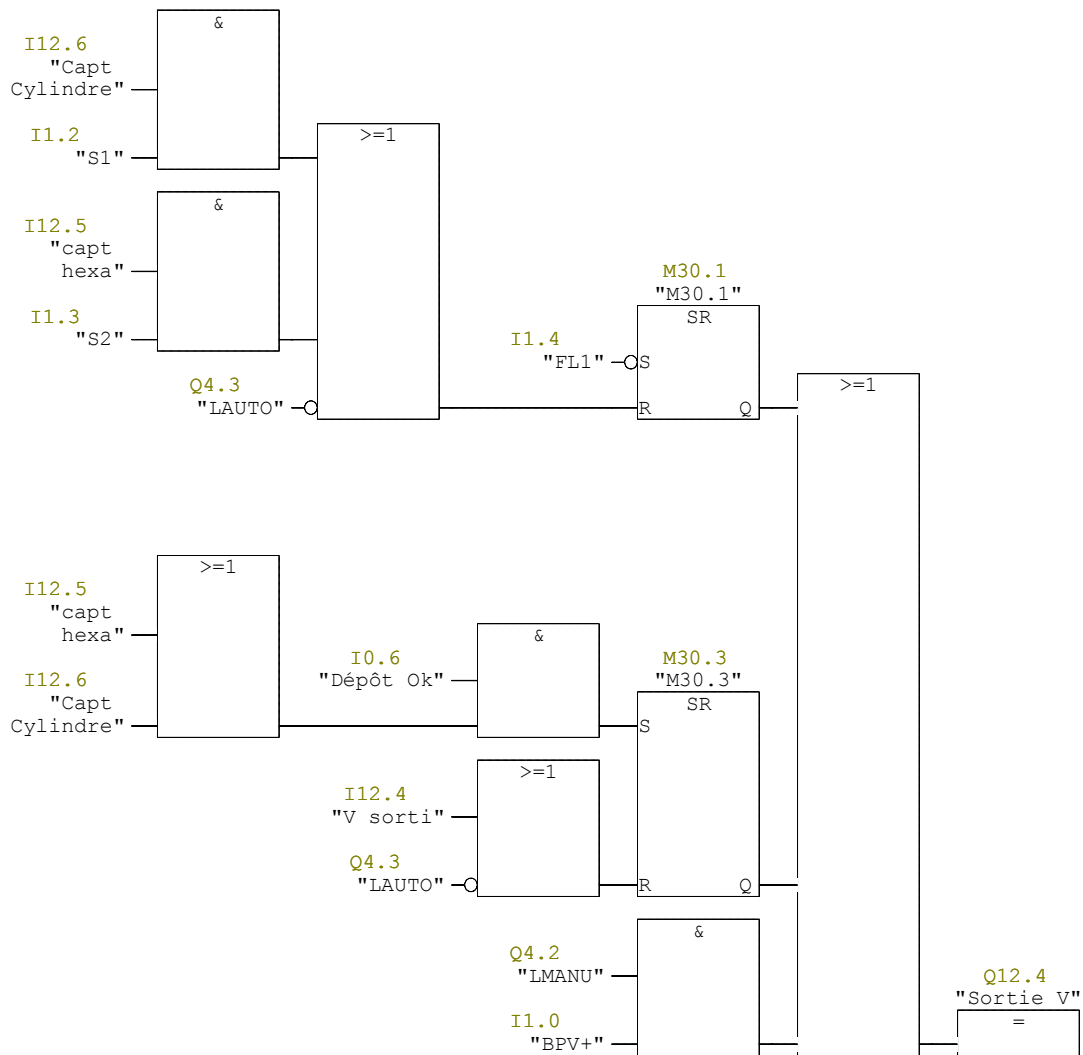 &
I12.6
"Capt
Cylindre"
I1.2
"S1"
>=1
&
I12.5
"capt
hexa"
I1.3
"S2"
Q4.3
"LAUTO"
M30.1
"M30.1"
SR
I1.4
"FL1"
S
R
Q
>=1
>=1
I12.5
"capt
hexa"
I12.6
"Capt
Cylindre"
&
I0.6
"Dépôt Ok"
M30.3
"M30.3"
SR
S
>=1
I12.4
"V sorti"
Q4.3
"LAUTO"
R
Q
&
Q4.2
"LMANU"
I1.0
"BPV+"
Q12.4
"Sortie V"
=